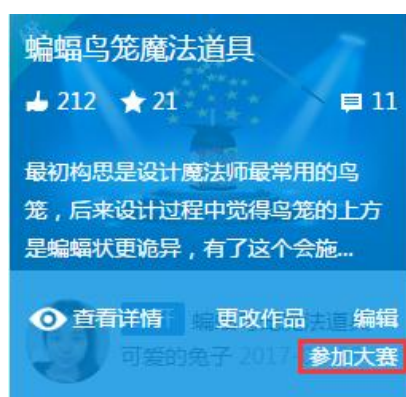 蝙蝠鸟笼魔法道具
212 21 11
最初构思是设计魔法师最常用的鸟
笼，后来设计过程中觉得鸟笼的上方
是蝙蝠状更诡异，有了这个会施...
查看详情 更改作品 编辑
可爱的兔子 2017 参加大赛